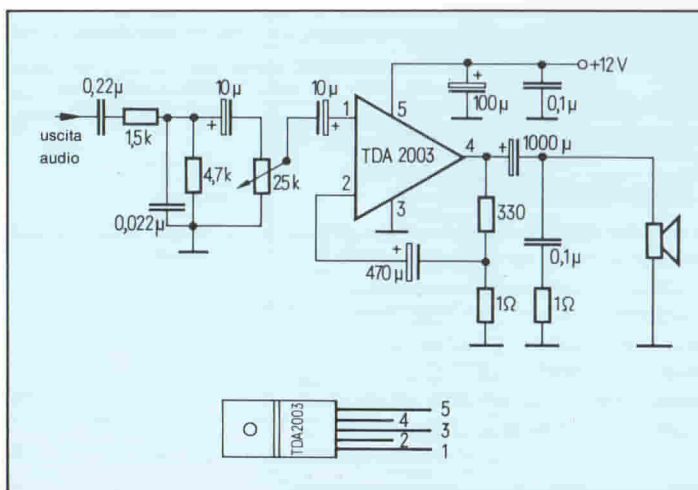 0,22µ
10µ
10µ
+12V
100µ
0,1µ
uscita
audio
1,5k
4,7k
25k
0,022µ
1
2
3
4
5
TDA 2003
1000µ
330
470µ
0,1µ
1Ω
1Ω
+
+
+
+
+
TDA2003
5
4
3
2
1